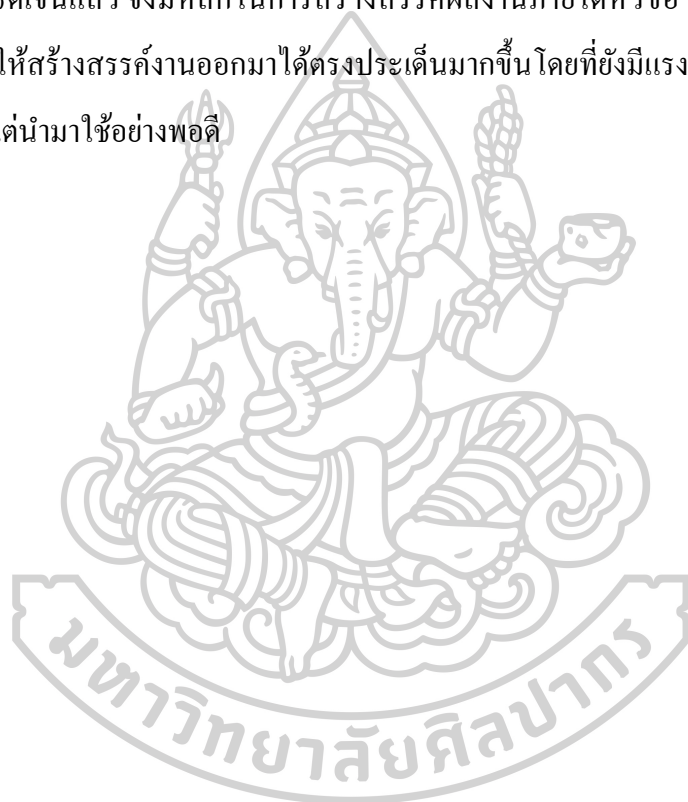 ให้สร้างสรรค์งานออกมาได้ตรงประเด็นมากขึ้น โดยที่ยังมีแรง
ต่นำมาใช้อย่างพอดี
มหาวิทยาลัยศิลปากร